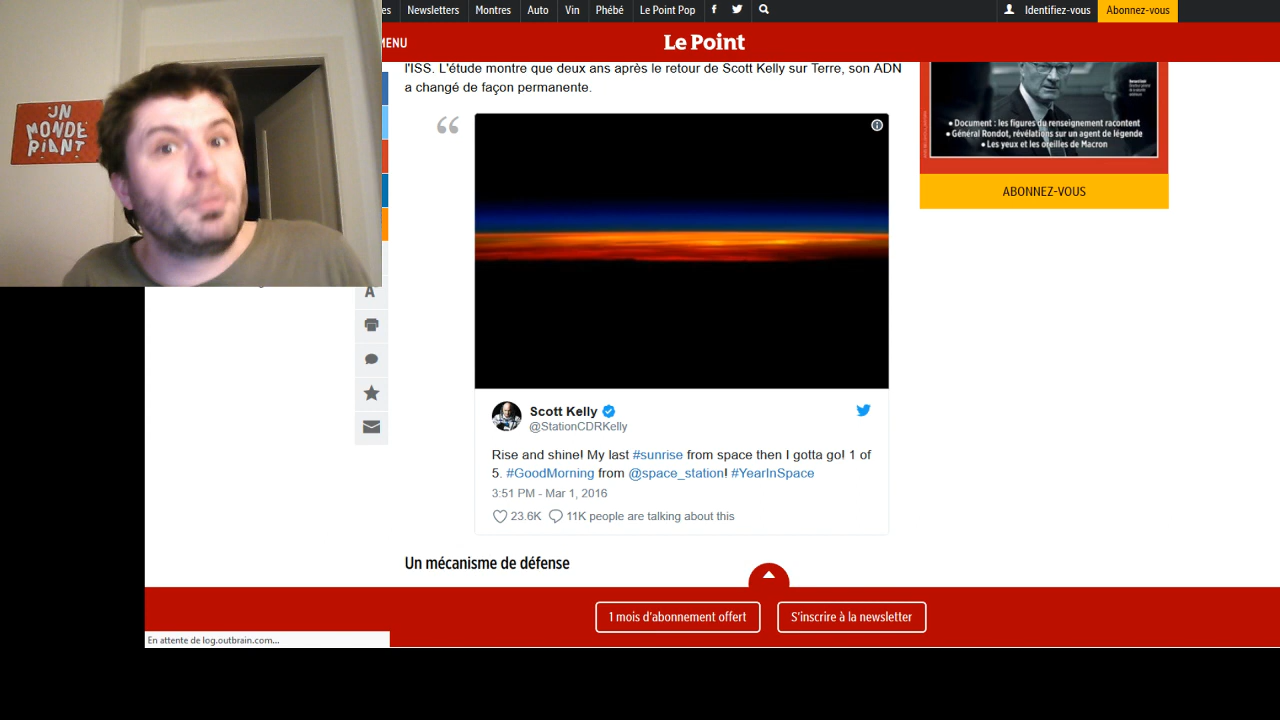 es Newsletters Montres Auto Vin Phébé Le Point Pop Identifiez-vous Abonnez-vous
MENU
Le Point
UN
MONDE
RIANT
l'ISS. L'étude montre que deux ans après le retour de Scott Kelly sur Terre, son ADN
a chargé de façon permanente.
• Document : les figures du renseignement racontent
• Général Rondot, révélations sur un agent de légende
• Les yeux et les oreilles de Macron
ABONNEZ-VOUS
A
Scott Kelly
@StationCDRKelly
Rise and shine! My last #sunrise from space then I gotta go! 1 of
5. #GoodMorning from @space_station! #YearInSpace
3:51 PM - Mar 1, 2016
23.6K 11K people are talking about this
Un mécanisme de défense
1 mois d'abonnement offert S'inscrire à la newsletter
En attente de log.outbrain.com...